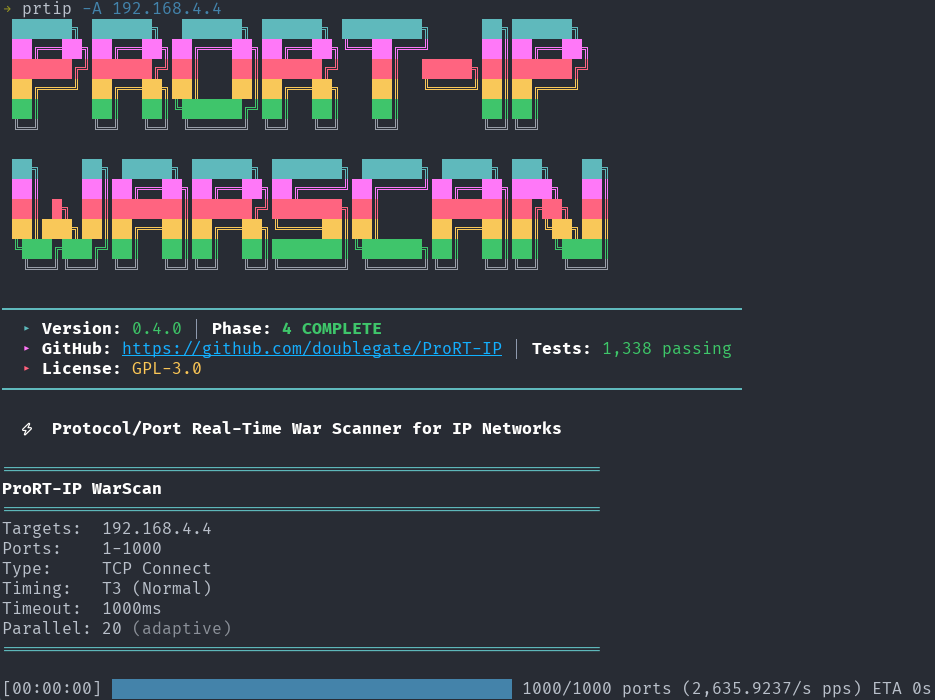 → prtip -A 192.168.4.4
PRORT-IP
WARSCAN
▸ Version: 0.4.0 │ Phase: 4 COMPLETE
▸ GitHub: https://github.com/doublegate/ProRT-IP │ Tests: 1,338 passing
▸ License: GPL-3.0
⚡ Protocol/Port Real-Time War Scanner for IP Networks
ProRT-IP WarScan
Targets: 192.168.4.4
Ports: 1-1000
Type: TCP Connect
Timing: T3 (Normal)
Timeout: 1000ms
Parallel: 20 (adaptive)
[00:00:00] 1000/1000 ports (2,635.9237/s pps) ETA 0s